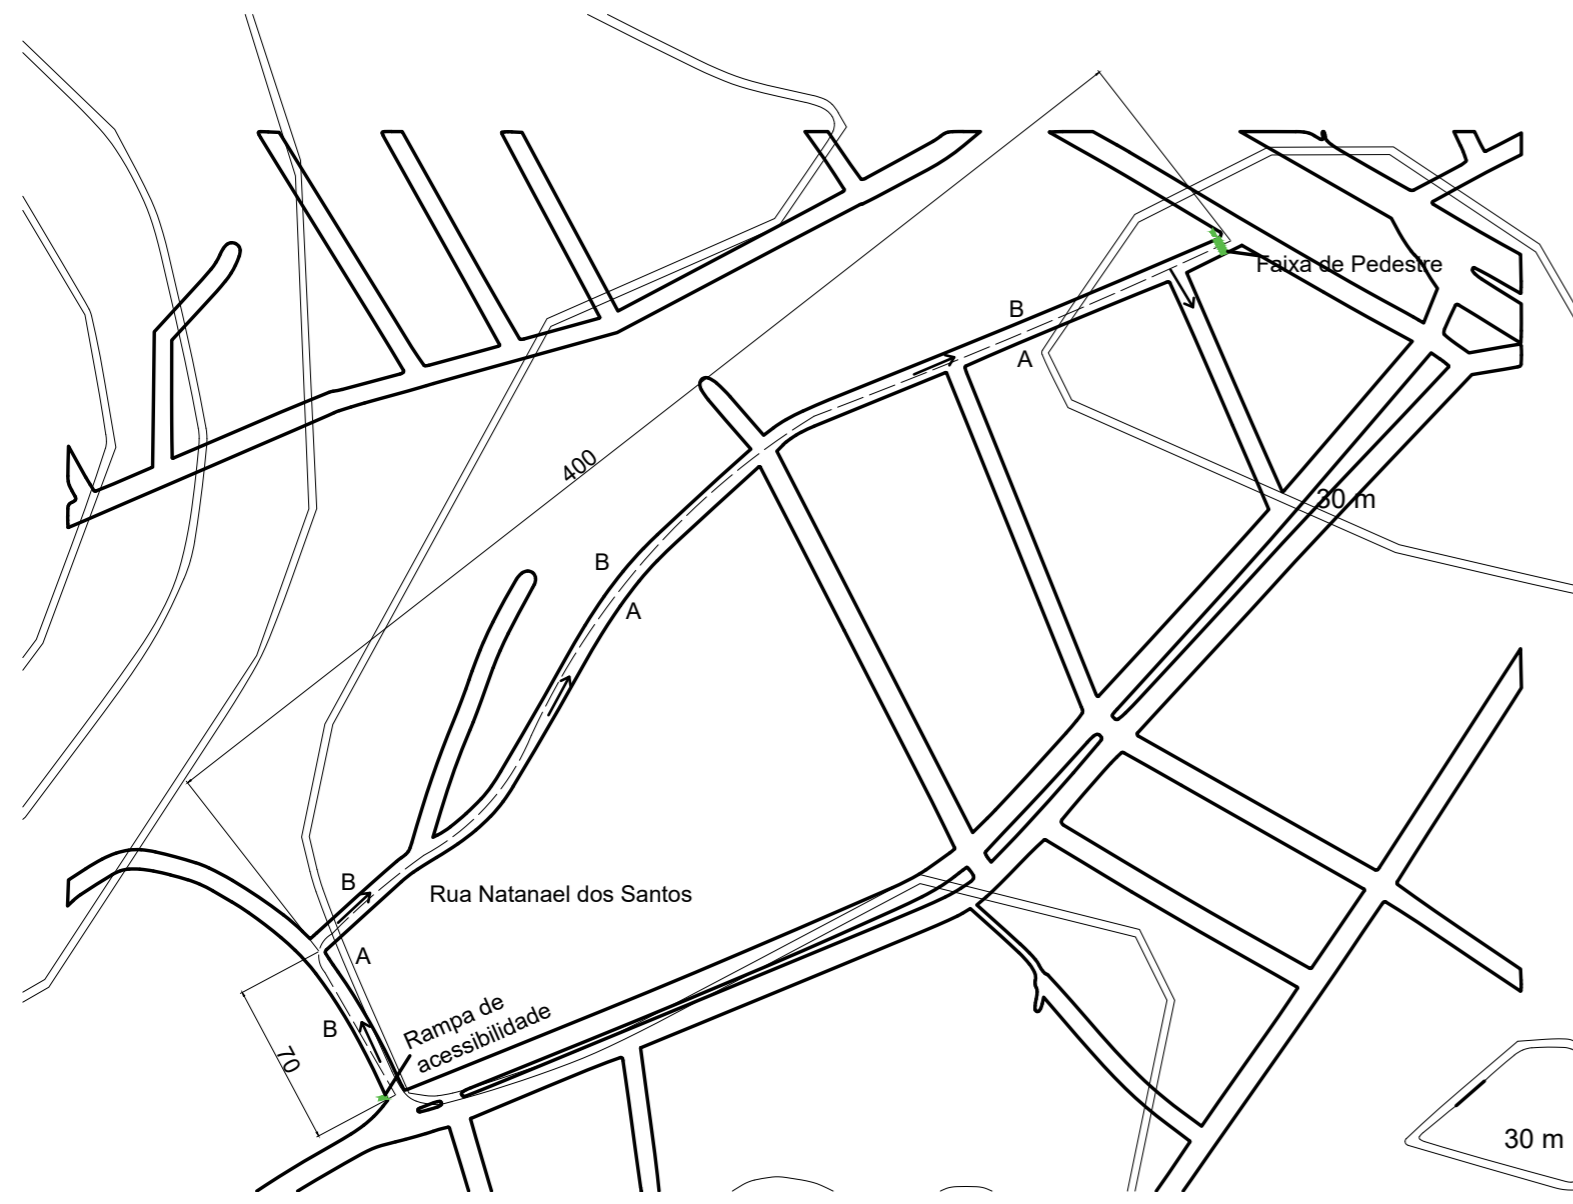 Faixa de Pedestre
B
A
400
30 m
B
A
B
Rua Natanael dos Santos
A
Rampa de
acessibilidade
B
70
30 m